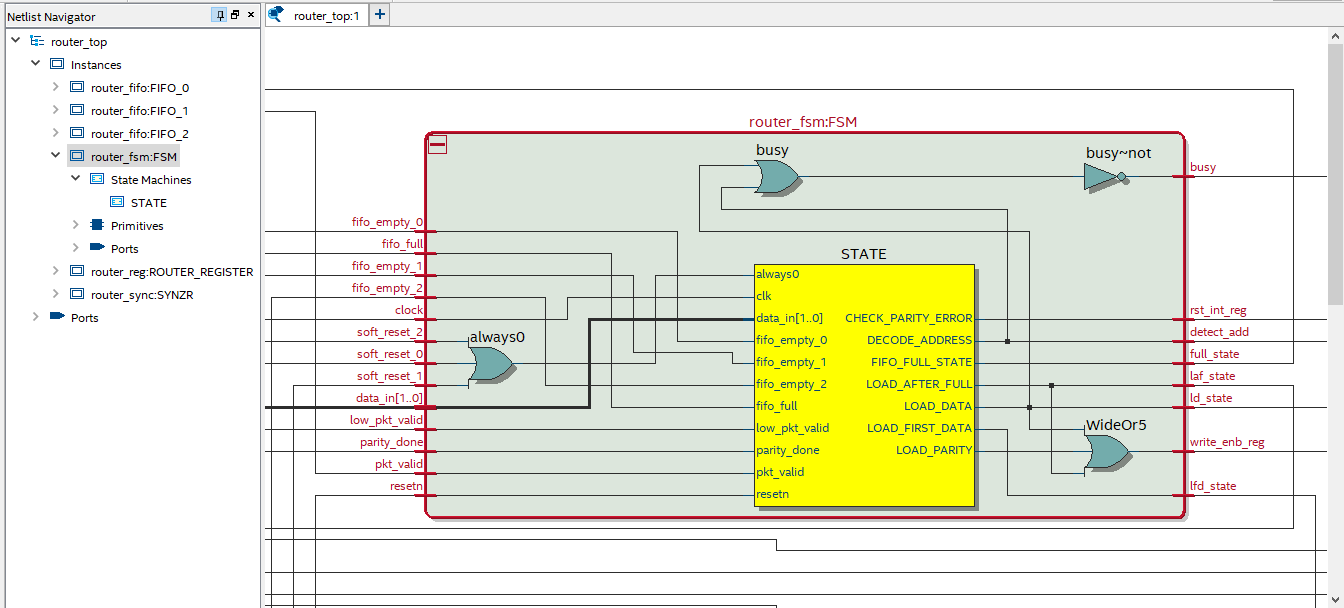 Netlist Navigator
router_top:1
router_top
Instances
router_fifo:FIFO_0
router_fifo:FIFO_1
router_fifo:FIFO_2
router_fsm:FSM
State Machines
STATE
Primitives
Ports
router_reg:ROUTER_REGISTER
router_sync:SYNZR
Ports
router_fsm:FSM
busy
busy~not
busy
fifo_empty_0
fifo_full
fifo_empty_1
fifo_empty_2
clock
soft_reset_2
soft_reset_0
soft_reset_1
data_in[1..0]
low_pkt_valid
parity_done
pkt_valid
resetn
always0
STATE
always0
clk
data_in[1..0]
fifo_empty_0
fifo_empty_1
fifo_empty_2
fifo_full
low_pkt_valid
parity_done
pkt_valid
resetn
CHECK_PARITY_ERROR
DECODE_ADDRESS
FIFO_FULL_STATE
LOAD_AFTER_FULL
LOAD_DATA
LOAD_FIRST_DATA
LOAD_PARITY
WideOr5
rst_int_reg
detect_add
full_state
laf_state
ld_state
write_enb_reg
lfd_state